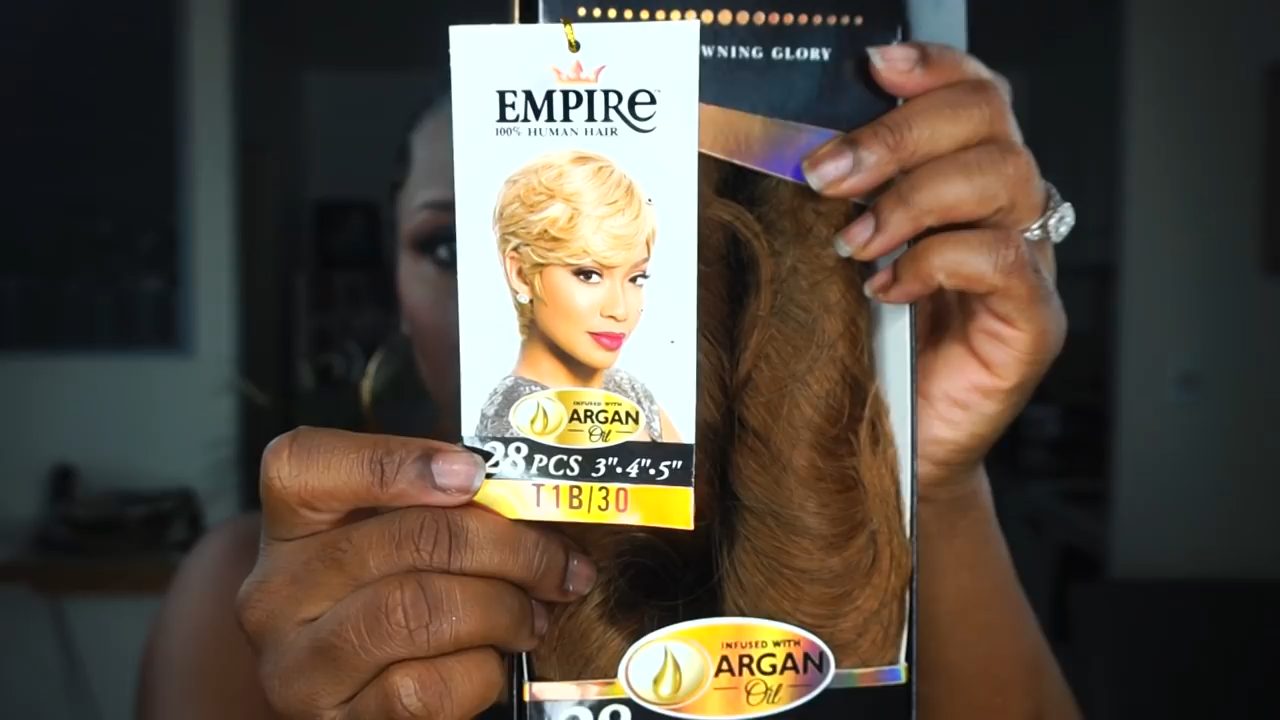 WNING GLORY
EMPIRe
100% HUMAN HAIR
INFUSED WITH
ARGAN
Oil
28 PCS 3".4".5"
T1B/30
INFUSED WITH
ARGAN
Oil
28